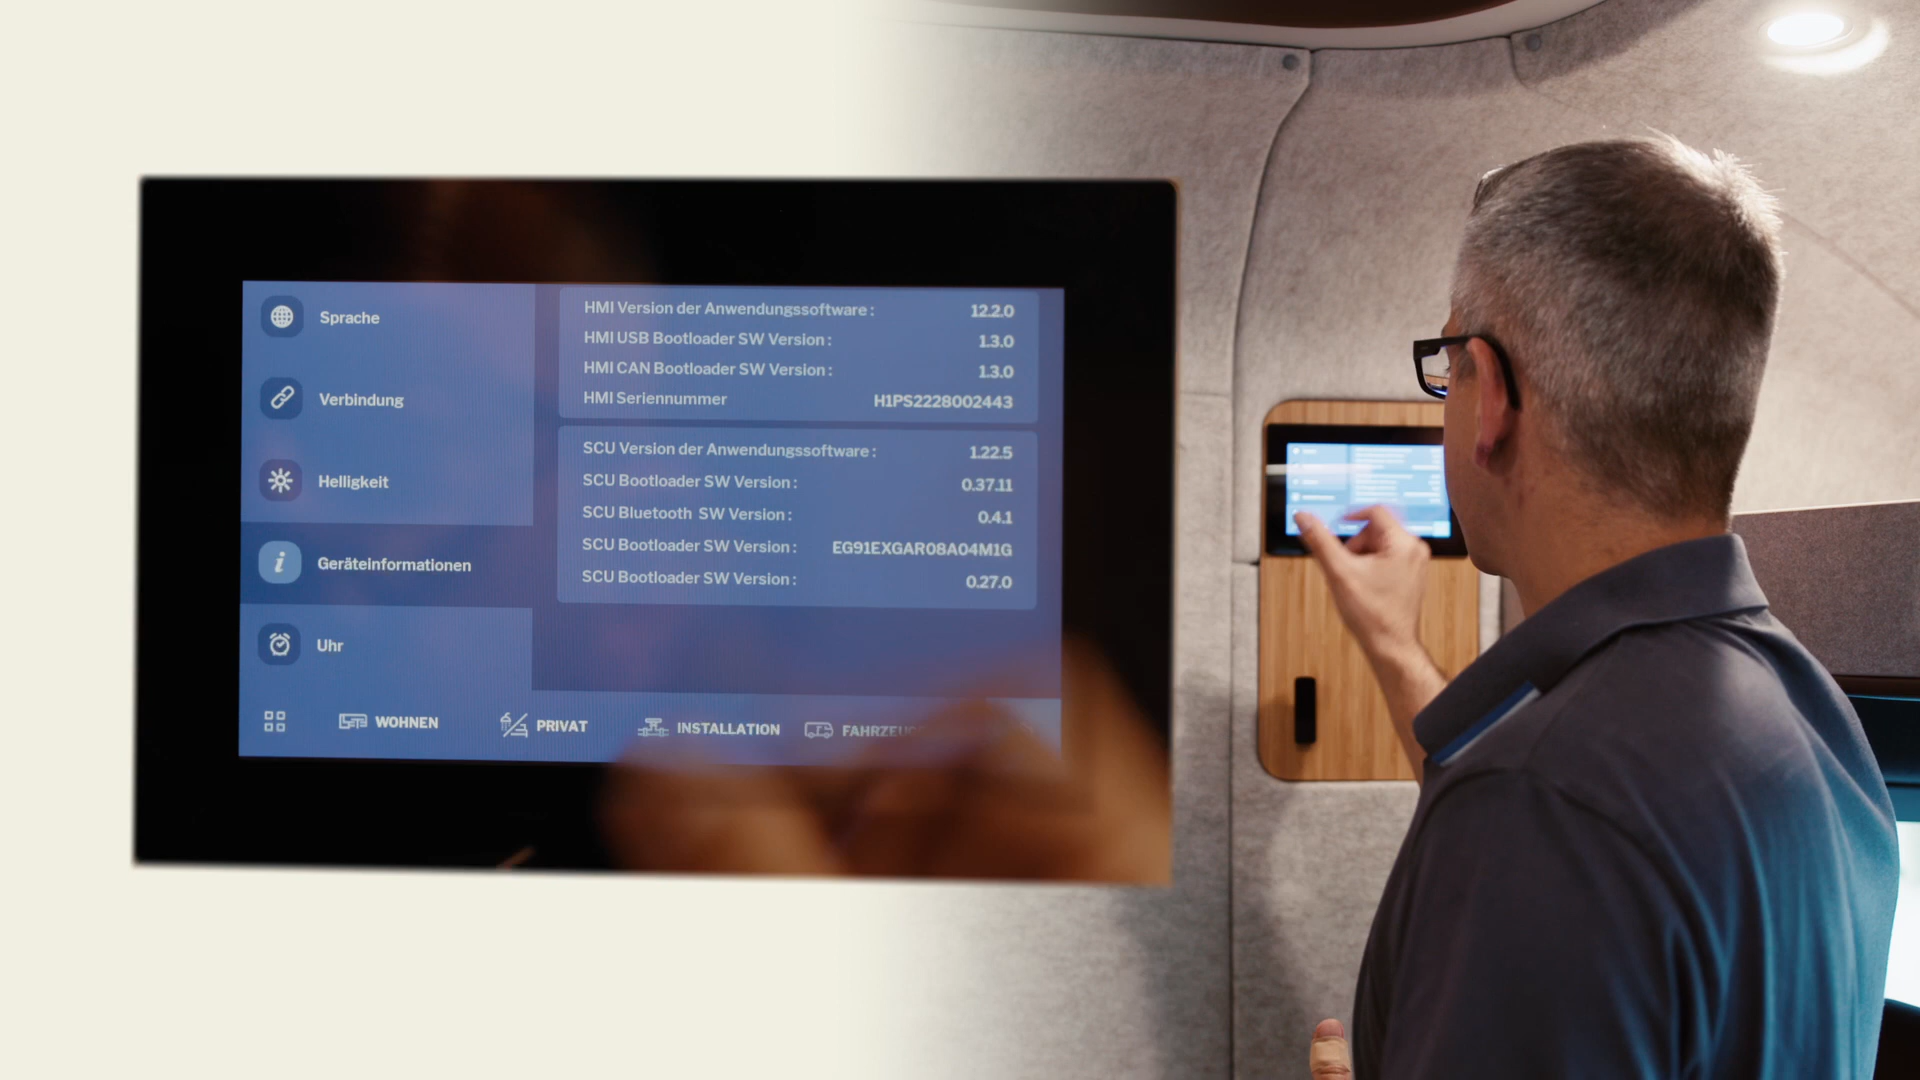 Sprache
Verbindung
Helligkeit
Geräteinformationen
Uhr
HMI Version der Anwendungssoftware : 12.2.0
HMI USB Bootloader SW Version : 1.3.0
HMI CAN Bootloader SW Version : 1.3.0
HMI Seriennummer H1PS2228002443
SCU Version der Anwendungssoftware : 1.22.5
SCU Bootloader SW Version : 0.37.11
SCU Bluetooth SW Version : 0.4.1
SCU Bootloader SW Version : EG91EXGAR08A04M1G
SCU Bootloader SW Version : 0.27.0
WOHNEN PRIVAT INSTALLATION